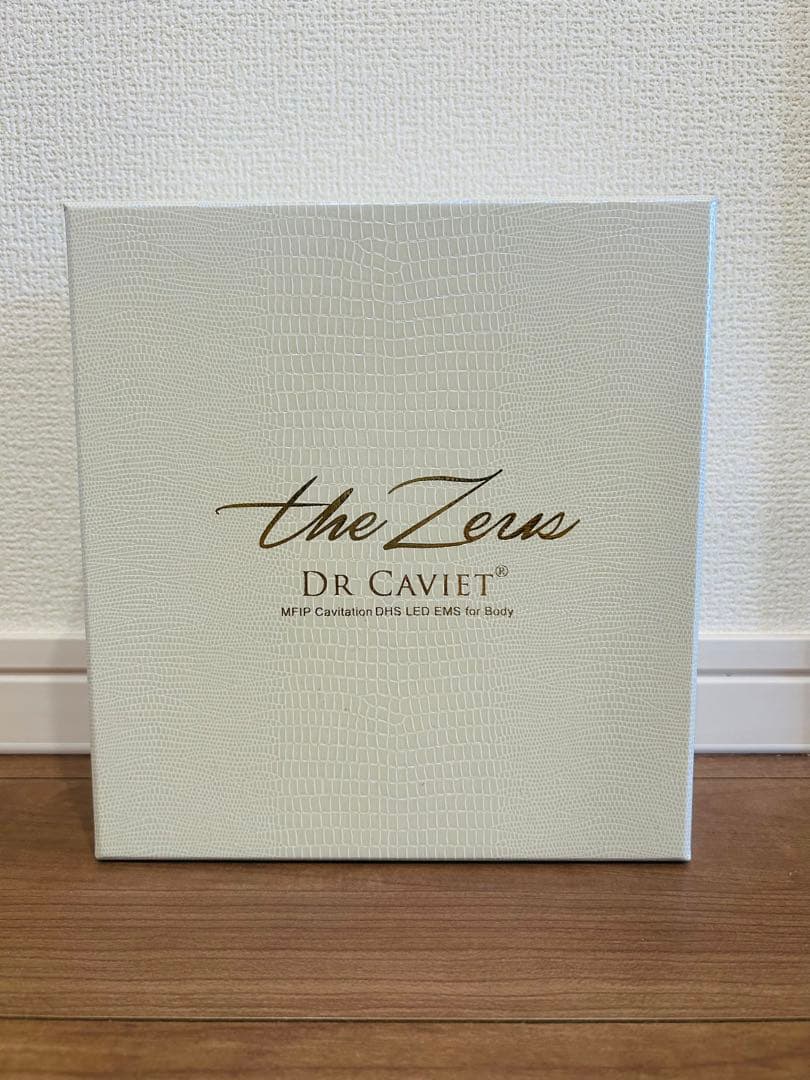 the Zeus
DR CAVIET®
MFIP Cavitation DHS LED EMS for Body